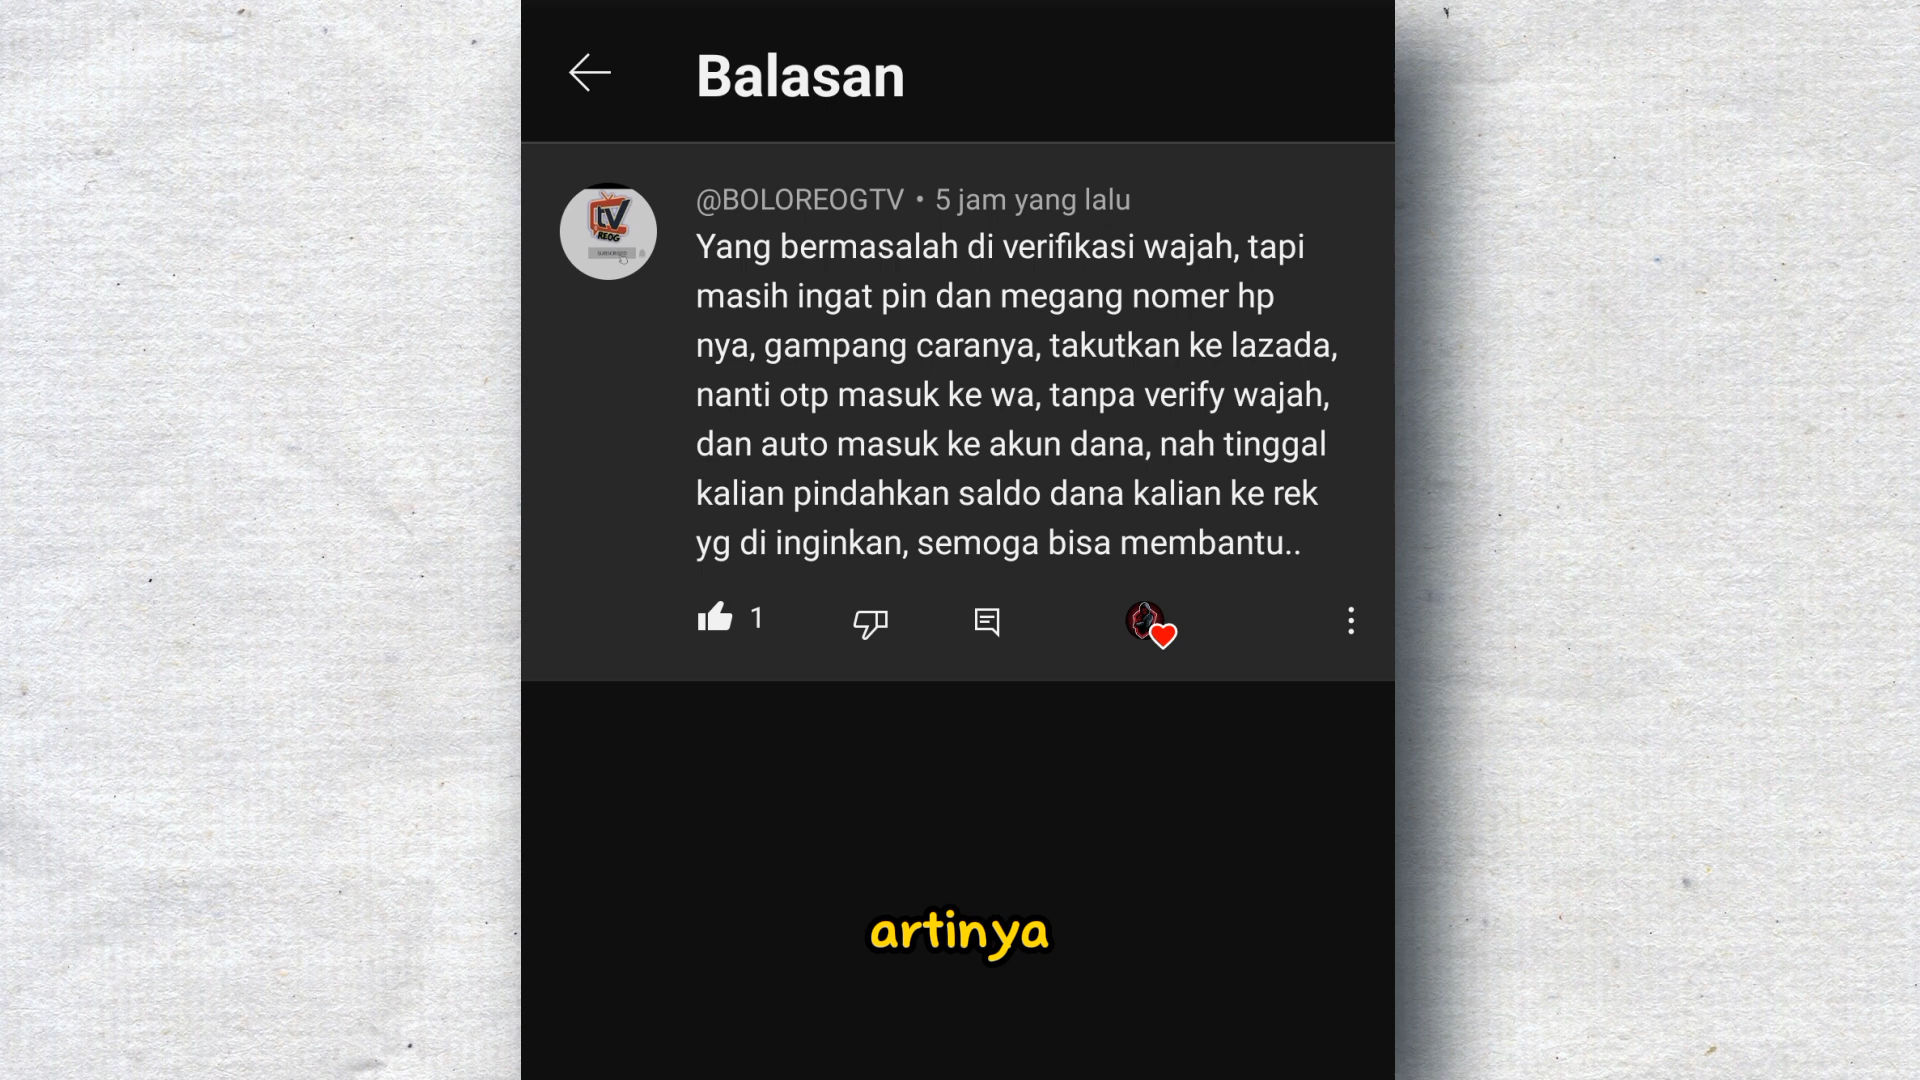 Balasan
@BOLOREOGTV • 5 jam yang lalu
Yang bermasalah di verifikasi wajah, tapi
masih ingat pin dan megang nomer hp
nya, gampang caranya, takutkan ke lazada,
nanti otp masuk ke wa, tanpa verify wajah,
dan auto masuk ke akun dana, nah tinggal
kalian pindahkan saldo dana kalian ke rek
yg di inginkan, semoga bisa membantu..
1
tV
REOG
artinya